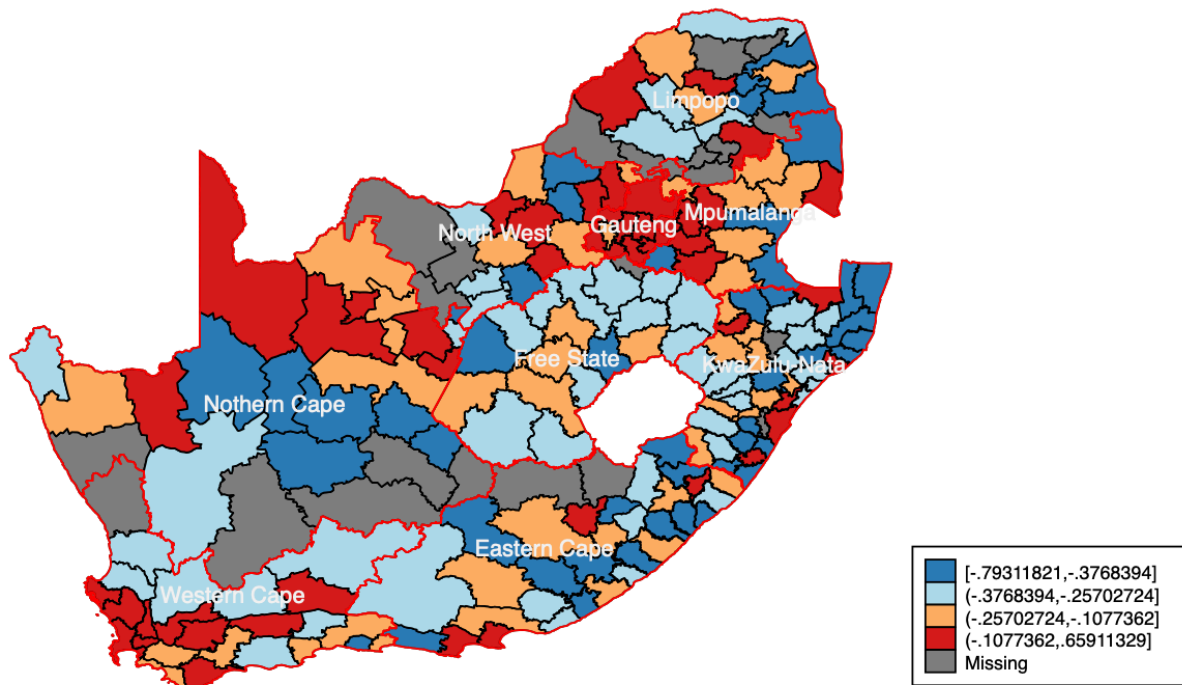 Limpopo
Mpumalanga
Gauteng
North West
Free State
KwaZulu-Nata
Nothern Cape
Eastern Cape
Western Cape
[-.79311821,-.3768394]
(-.3768394,-.25702724]
(-.25702724,-.1077362]
(-.1077362,.65911329]
Missing